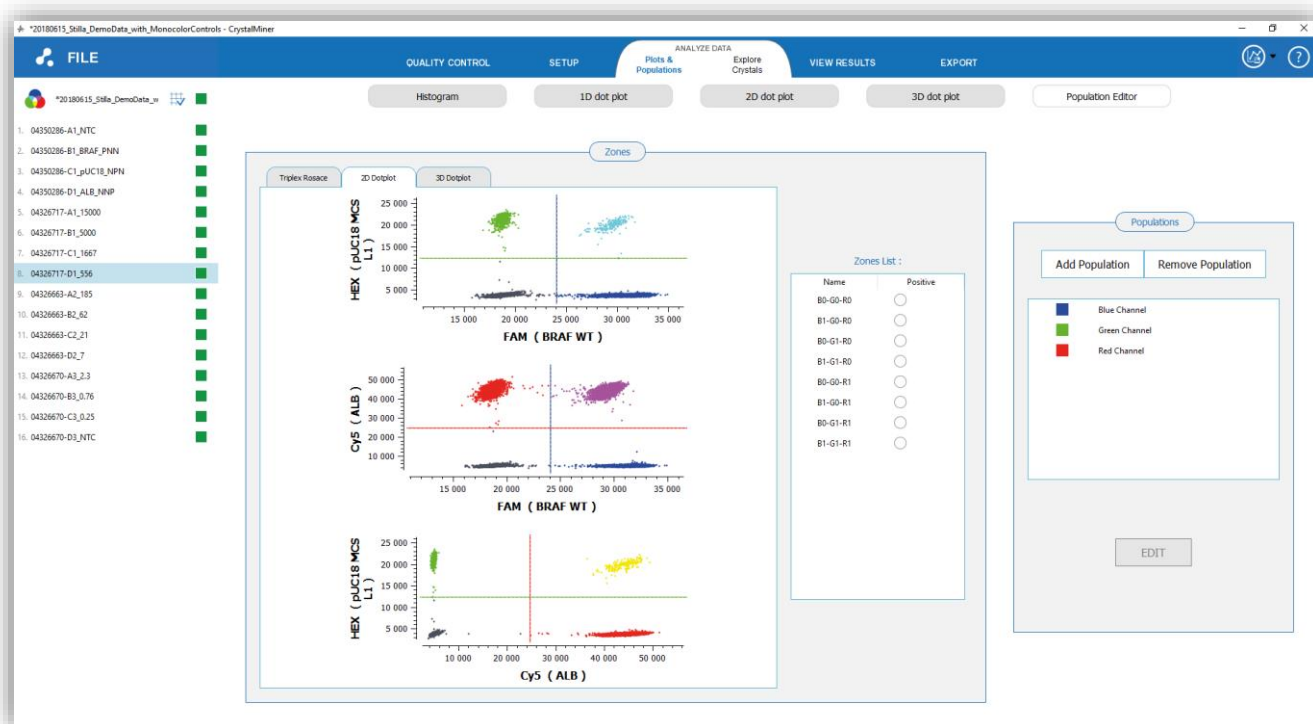 *20180615_Stilla_DemoData_with_MonocolorControls - CrystalMiner
FILE
QUALITY CONTROL
SETUP
ANALYZE DATA
Plots & Populations
Explore Crystals
VIEW RESULTS
EXPORT
?
*20180615_Stilla_DemoData_w
Histogram
1D dot plot
2D dot plot
3D dot plot
Population Editor
1. 04350286-A1_NTC
2. 04350286-B1_BRAF_PNN
3. 04350286-C1_pUC18_NPN
4. 04350286-D1_ALB_NNP
5. 04326717-A1_15000
6. 04326717-B1_5000
7. 04326717-C1_1667
8. 04326717-D1_556
9. 04326663-A2_185
10. 04326663-B2_62
11. 04326663-C2_21
12. 04326663-D2_7
13. 04326670-A3_2.3
14. 04326670-B3_0.76
15. 04326670-C3_0.25
16. 04326670-D3_NTC
Zones
Triplex Rosace
2D Dotplot
3D Dotplot
HEX ( pUC18 MCS
L1 )
25 000
20 000
15 000
10 000
5 000
15 000 20 000 25 000 30 000 35 000
FAM ( BRAF WT )
Cy5 ( ALB )
50 000
40 000
30 000
20 000
10 000
15 000 20 000 25 000 30 000 35 000
FAM ( BRAF WT )
HEX ( pUC18 MCS
L1 )
25 000
20 000
15 000
10 000
5 000
10 000 20 000 30 000 40 000 50 000
Cy5 ( ALB )
Zones List :
Name Positive
B0-G0-R0
B1-G0-R0
B0-G1-R0
B1-G1-R0
B0-G0-R1
B1-G0-R1
B0-G1-R1
B1-G1-R1
Populations
Add Population
Remove Population
Blue Channel
Green Channel
Red Channel
EDIT